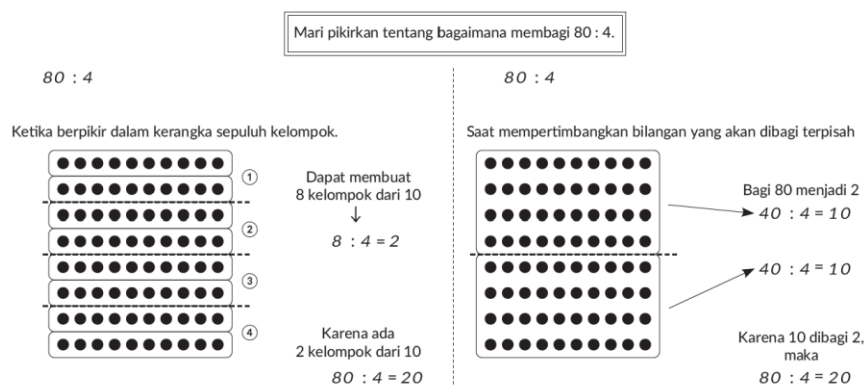 Mari pikirkan tentang bagaimana membagi 80 : 4.
80 : 4
Ketika berpikir dalam kerangka sepuluh kelompok.
①
②
③
④
Dapat membuat
8 kelompok dari 10
↓
8 : 4 = 2
Karena ada
2 kelompok dari 10
80 : 4 = 20
80 : 4
Saat mempertimbangkan bilangan yang akan dibagi terpisah
Bagi 80 menjadi 2
40 : 4 = 10
40 : 4 = 10
Karena 10 dibagi 2,
maka
80 : 4 = 20